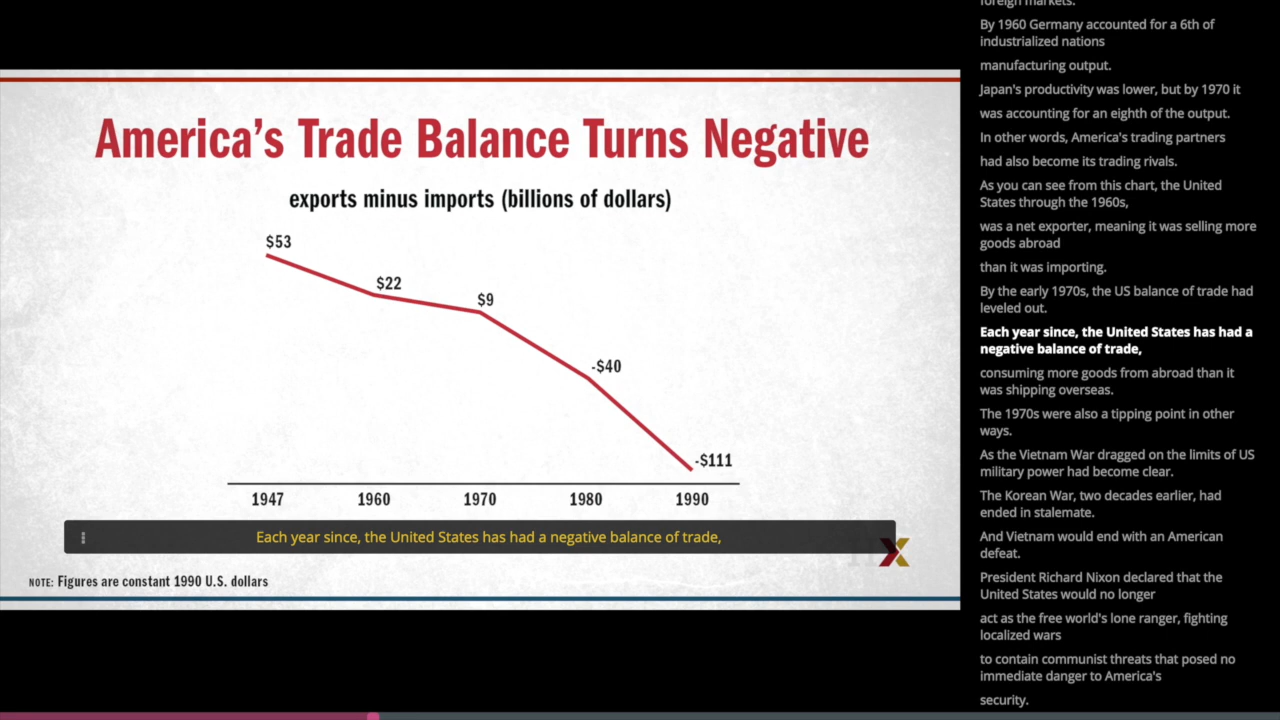 America's Trade Balance Turns Negative
exports minus imports (billions of dollars)
$53
$22
$9
-$40
-$111
1947 1960 1970 1980 1990
Each year since, the United States has had a negative balance of trade,
X
NOTE: Figures are constant 1990 U.S. dollars
foreign markets.
By 1960 Germany accounted for a 6th of
industrialized nations
manufacturing output.
Japan's productivity was lower, but by 1970 it
was accounting for an eighth of the output.
In other words, America's trading partners
had also become its trading rivals.
As you can see from this chart, the United
States through the 1960s,
was a net exporter, meaning it was selling more
goods abroad
than it was importing.
By the early 1970s, the US balance of trade had
leveled out.
Each year since, the United States has had a
negative balance of trade,
consuming more goods from abroad than it
was shipping overseas.
The 1970s were also a tipping point in other
ways.
As the Vietnam War dragged on the limits of US
military power had become clear.
The Korean War, two decades earlier, had
ended in stalemate.
And Vietnam would end with an American
defeat.
President Richard Nixon declared that the
United States would no longer
act as the free world's lone ranger, fighting
localized wars
to contain communist threats that posed no
immediate danger to America's
security.